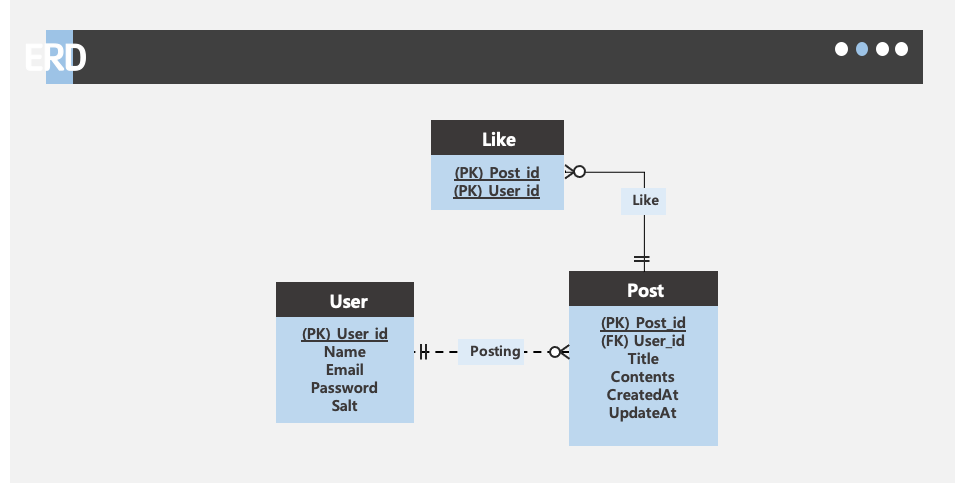 ERD
Like
(PK) Post_id
(PK) User_id
Like
User
(PK) User_id
Name
Email
Password
Salt
Posting
Post
(PK) Post_id
(FK) User_id
Title
Contents
CreatedAt
UpdateAt